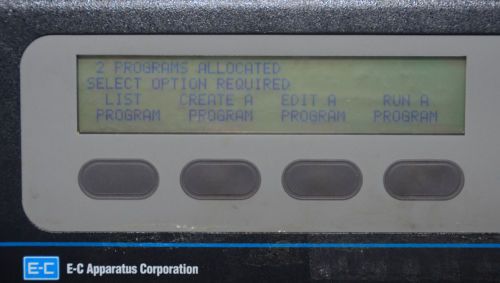 2 PROGRAMS ALLOCATED
SELECT OPTION REQUIRED
LIST CREATE A EDIT A RUN A
PROGRAM PROGRAM PROGRAM PROGRAM
E-C E-C Apparatus Corporation